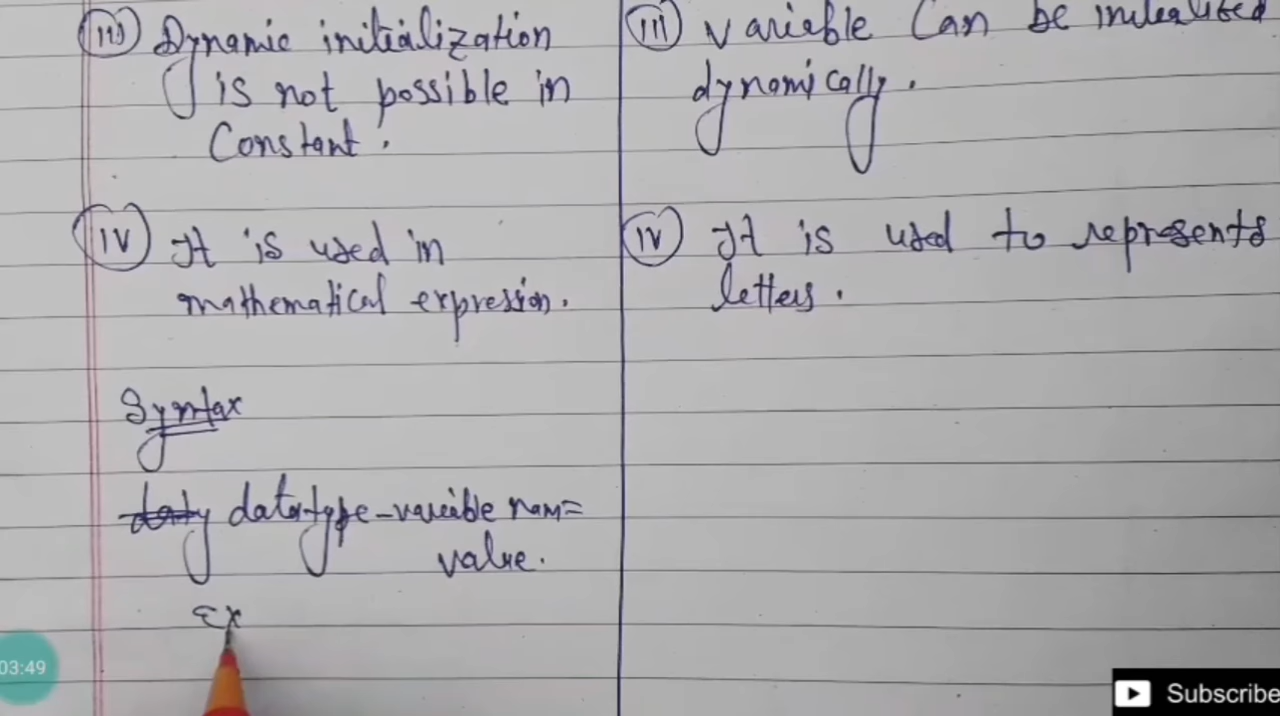 (iii) Dynamic initialization
is not possible in
Constant.
(iv) It is used in
mathematical expression.
Syntax
datatype-variable nam=
value.
Ex
(iii) variable Can be initialized
dynamically.
(iv) It is used to represents
letters.
03:49
Subscribe